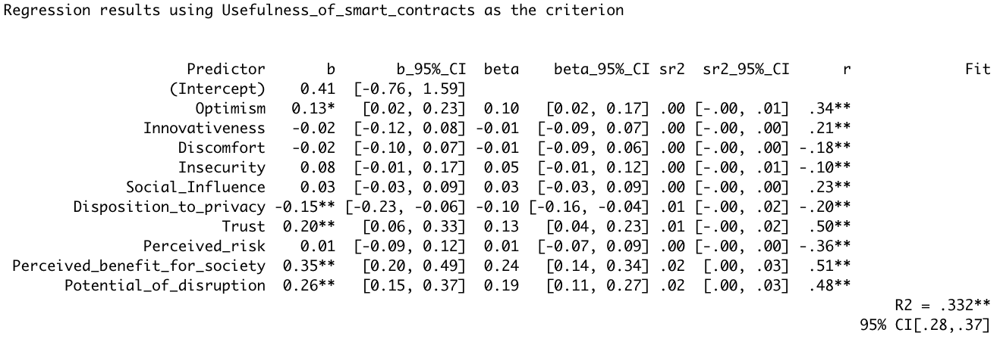 Regression results using Usefulness_of_smart_contracts as the criterion
Predictor b b_95%_CI beta beta_95%_CI sr2 sr2_95%_CI r Fit
(Intercept) 0.41 [-0.76, 1.59]
Optimism 0.13* [0.02, 0.23] 0.10 [0.02, 0.17] .00 [-.00, .01] .34**
Innovativeness -0.02 [-0.12, 0.08] -0.01 [-0.09, 0.07] .00 [-.00, .00] .21**
Discomfort -0.02 [-0.10, 0.07] -0.01 [-0.09, 0.06] .00 [-.00, .00] -.18**
Insecurity 0.08 [-0.01, 0.17] 0.05 [-0.01, 0.12] .00 [-.00, .01] -.10**
Social_Influence 0.03 [-0.03, 0.09] 0.03 [-0.03, 0.09] .00 [-.00, .00] .23**
Disposition_to_privacy -0.15** [-0.23, -0.06] -0.10 [-0.16, -0.04] .01 [-.00, .02] -.20**
Trust 0.20** [0.06, 0.33] 0.13 [0.04, 0.23] .01 [-.00, .02] .50**
Perceived_risk 0.01 [-0.09, 0.12] 0.01 [-0.07, 0.09] .00 [-.00, .00] -.36**
Perceived_benefit_for_society 0.35** [0.20, 0.49] 0.24 [0.14, 0.34] .02 [.00, .03] .51**
Potential_of_disruption 0.26** [0.15, 0.37] 0.19 [0.11, 0.27] .02 [.00, .03] .48**
R2 = .332**
95% CI[.28,.37]